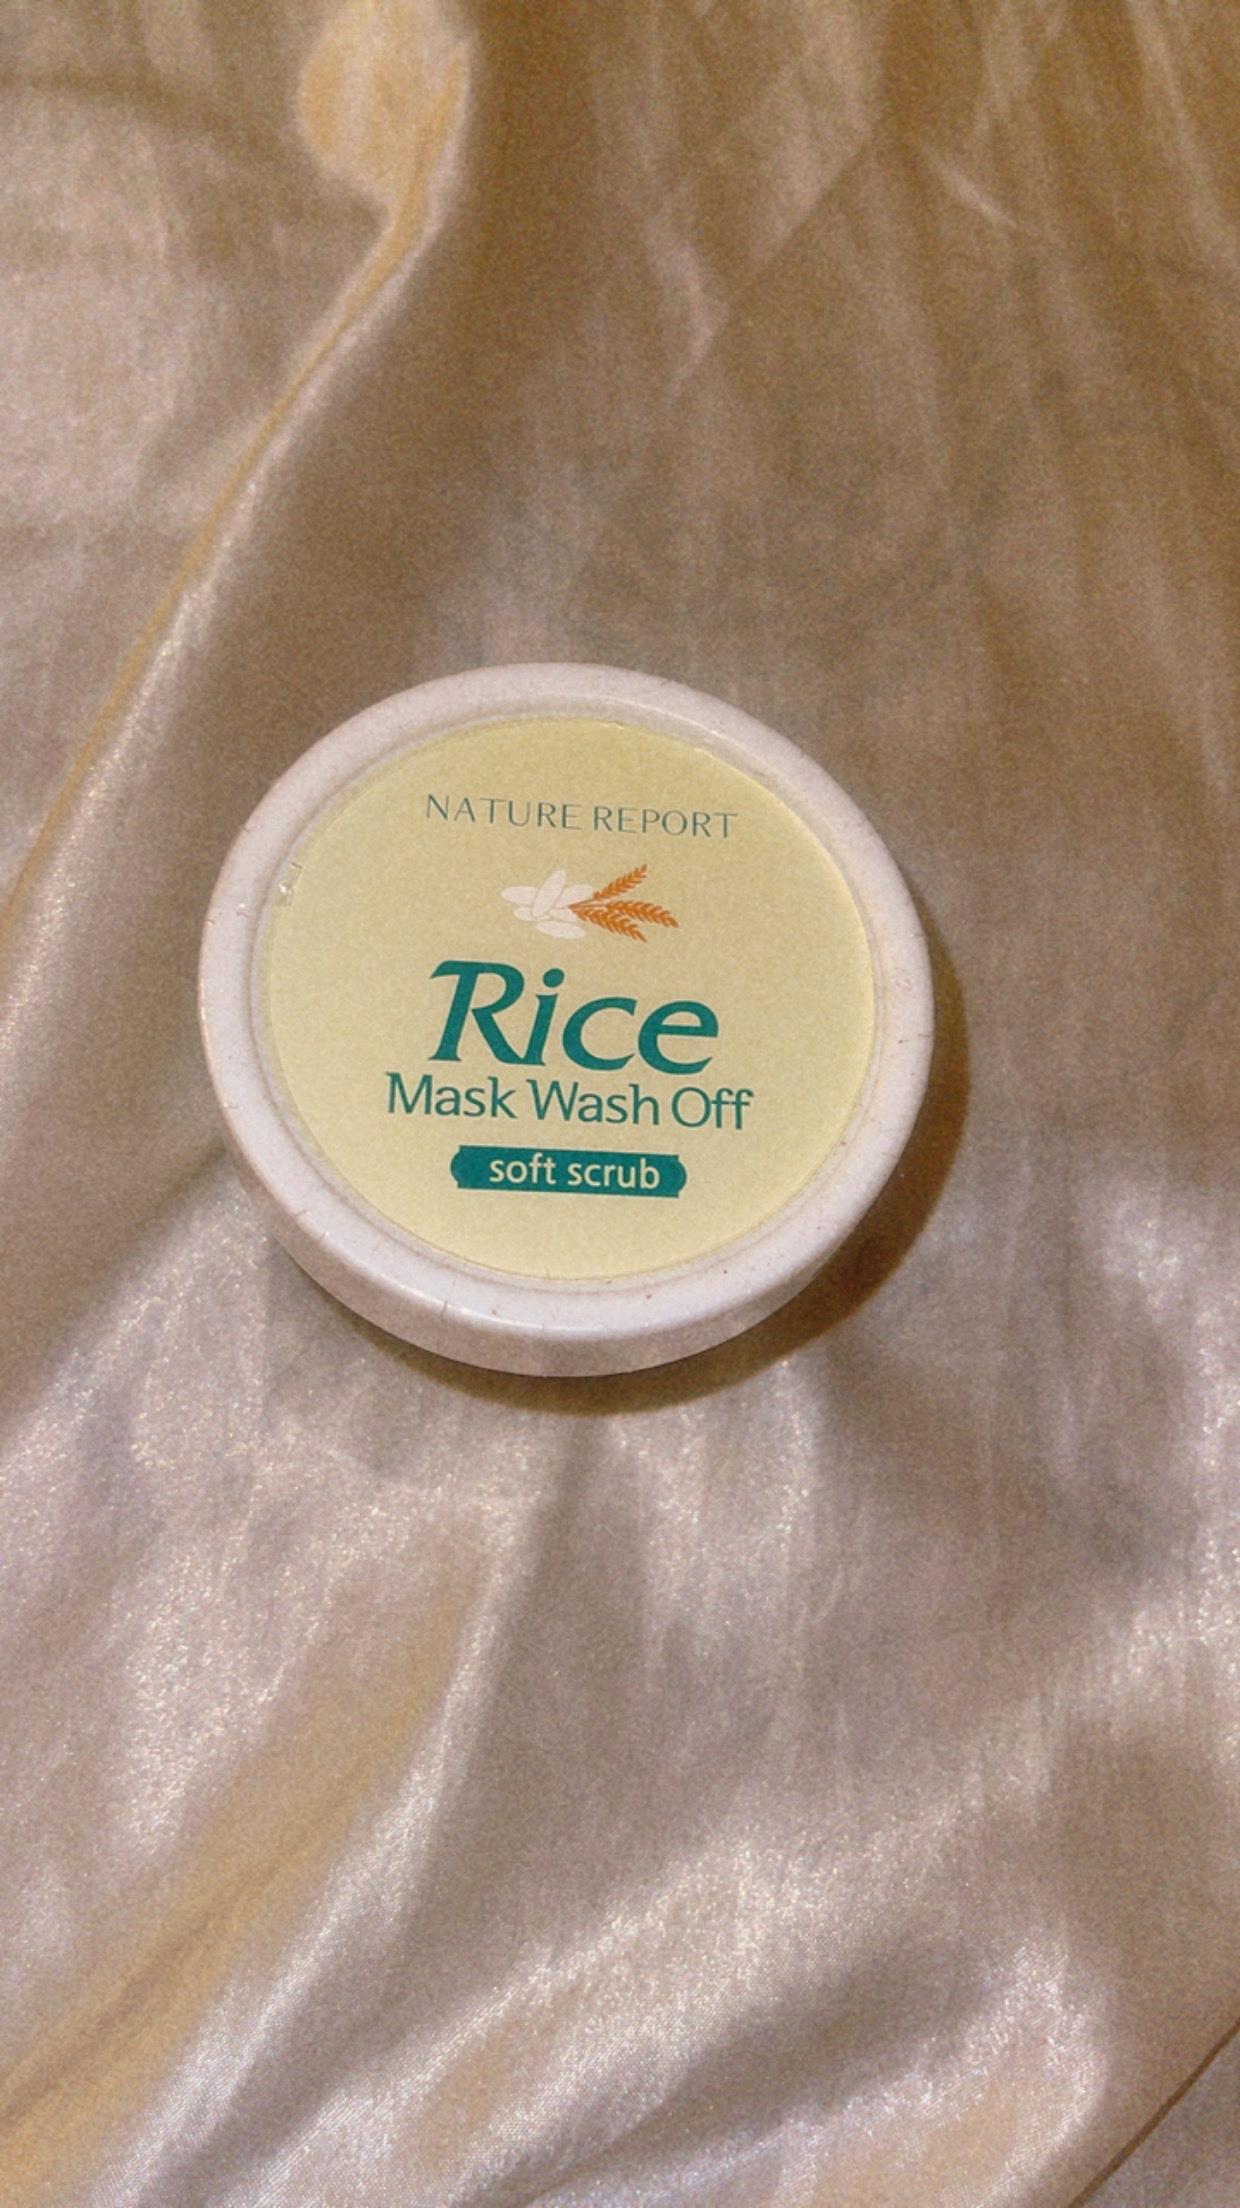 NATURE REPORT
Rice
Mask Wash Off
soft scrub